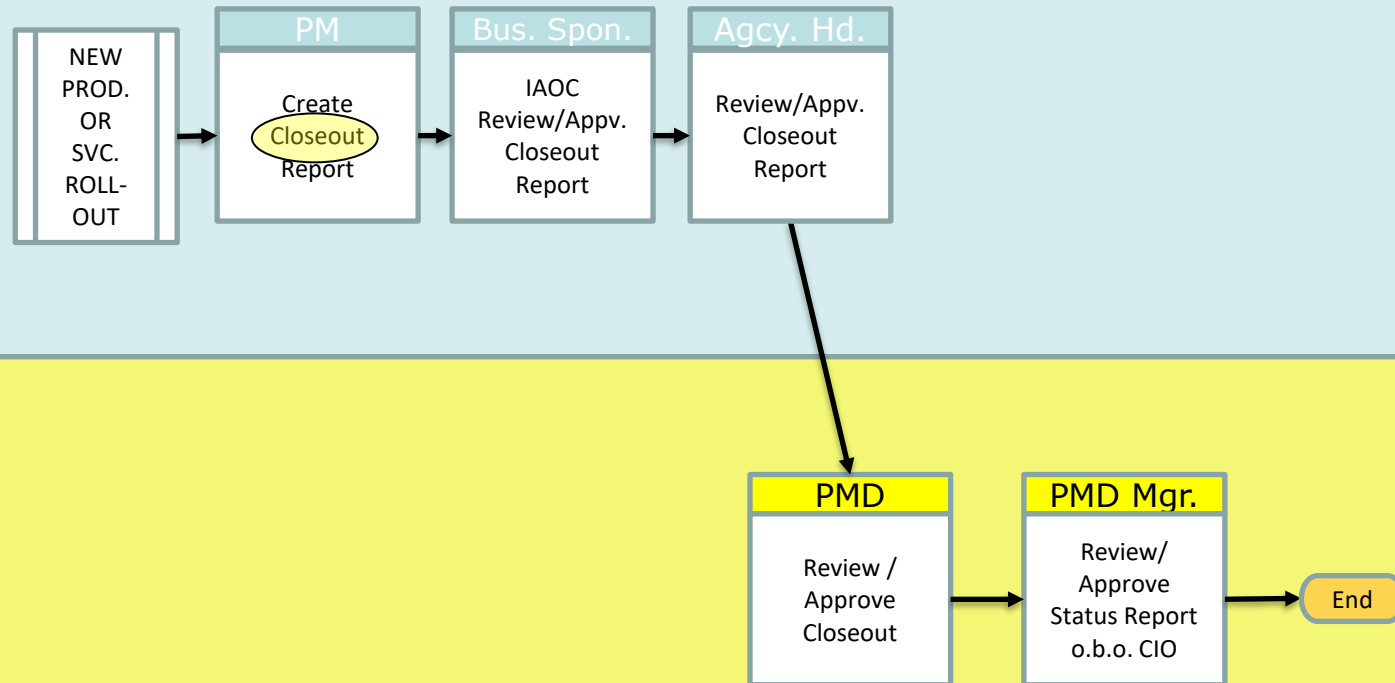 NEW
PROD.
OR
SVC.
ROLL-
OUT
PM
Create
Closeout
Report
Bus. Spon.
IAOC
Review/Appv.
Closeout
Report
Agcy. Hd.
Review/Appv.
Closeout
Report
PMD
Review /
Approve
Closeout
PMD Mgr.
Review/
Approve
Status Report
o.b.o. CIO
End